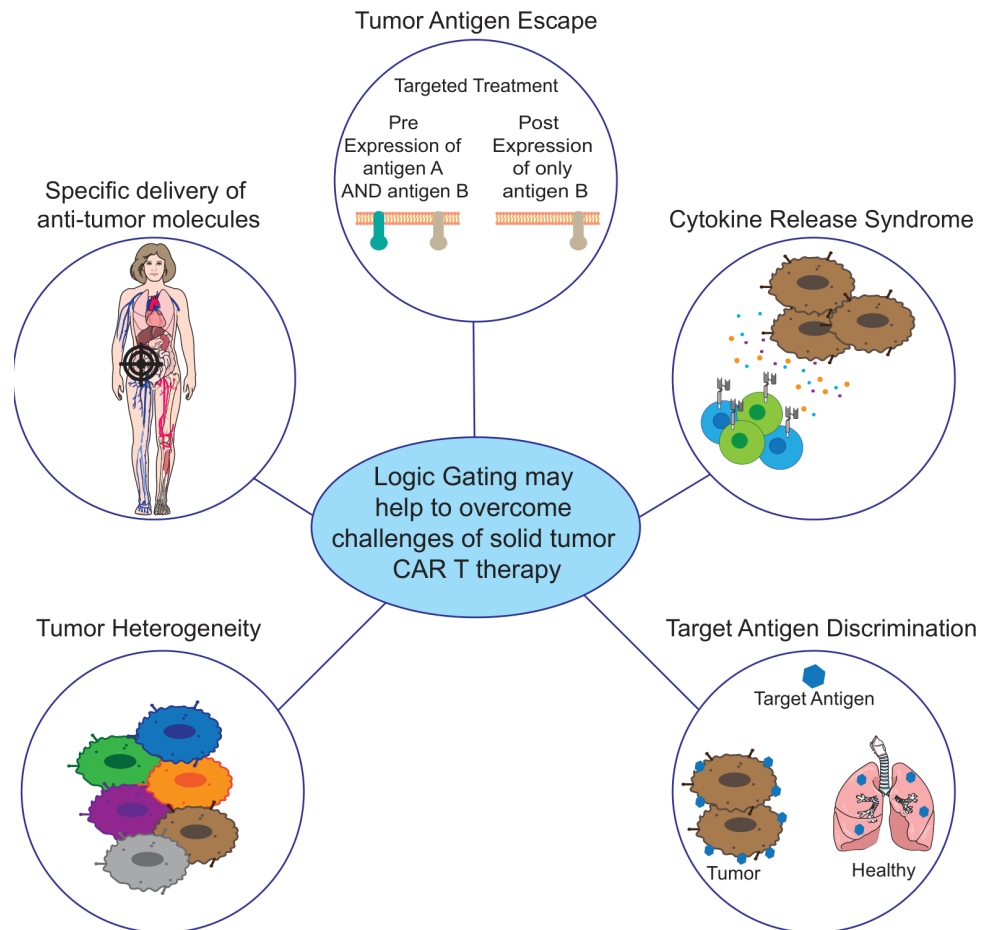 Tumor Antigen Escape
Targeted Treatment
Pre
Expression of
antigen A
AND antigen B
Post
Expression
of only
antigen B
Specific delivery of
anti-tumor molecules
Cytokine Release Syndrome
Logic Gating may
help to overcome
challenges of solid tumor
CAR T therapy
Tumor Heterogeneity
Target Antigen Discrimination
Target Antigen
Tumor
Healthy